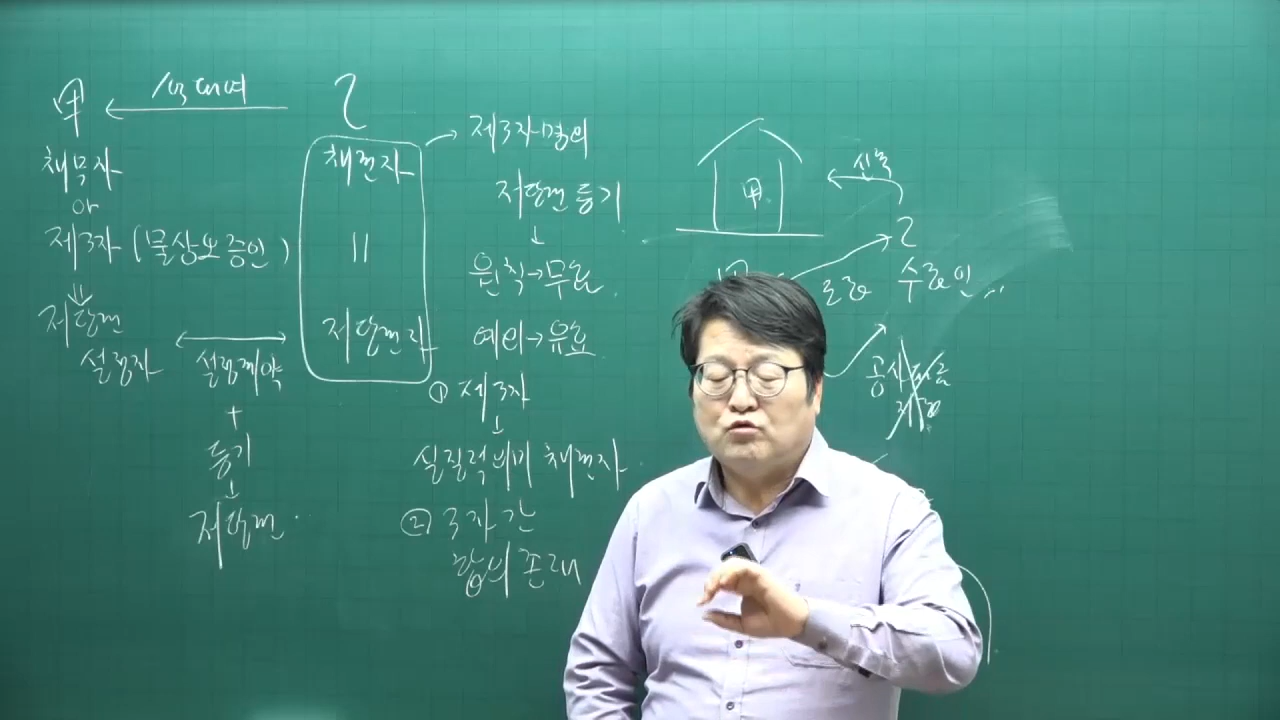 甲 ← 1억 대여 乙
채무자
or
제3자 (물상보증인)
||
저당권
설정자
설정계약
+
등기
↓
저당권..
채권자
||
저당권자
제3자 명의
저당권 등기
↓
원칙→무효.
예외→유효
① 제3자
↓
실질적 채권자
② 3자 간
합의 존재
甲
신축
乙
도급 수급인..
공사